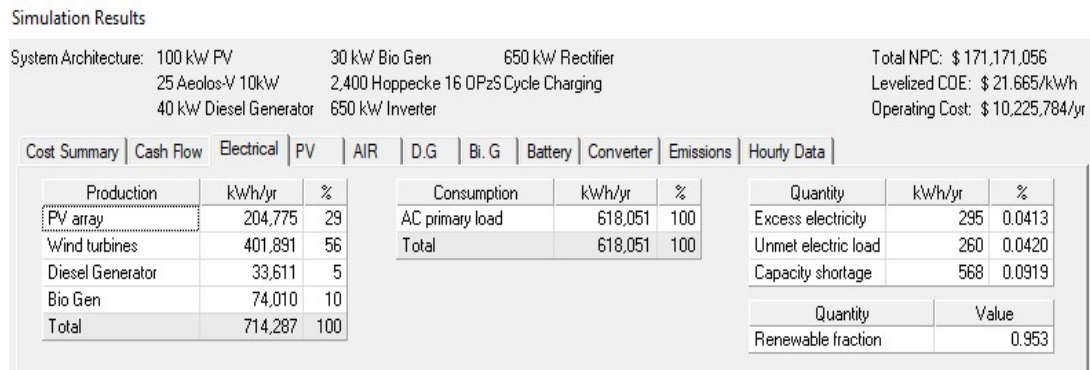 Simulation Results
System Architecture: 100 kW PV 30 kW Bio Gen 650 kW Rectifier Total NPC: $ 171,171,056
25 Aeolos-V 10kW 2,400 Hoppecke 16 OPzS Cycle Charging Levelized COE: $ 21.665/kWh
40 kW Diesel Generator 650 kW Inverter Operating Cost: $ 10,225,784/yr
Cost Summary Cash Flow Electrical PV AIR D.G Bi. G Battery Converter Emissions Hourly Data
Production kWh/yr % Consumption kWh/yr % Quantity kWh/yr %
PV array 204,775 29 AC primary load 618,051 100 Excess electricity 295 0.0413
Wind turbines 401,891 56 Total 618,051 100 Unmet electric load 260 0.0420
Diesel Generator 33,611 5 Capacity shortage 568 0.0919
Bio Gen 74,010 10
Total 714,287 100
Quantity Value
Renewable fraction 0.953